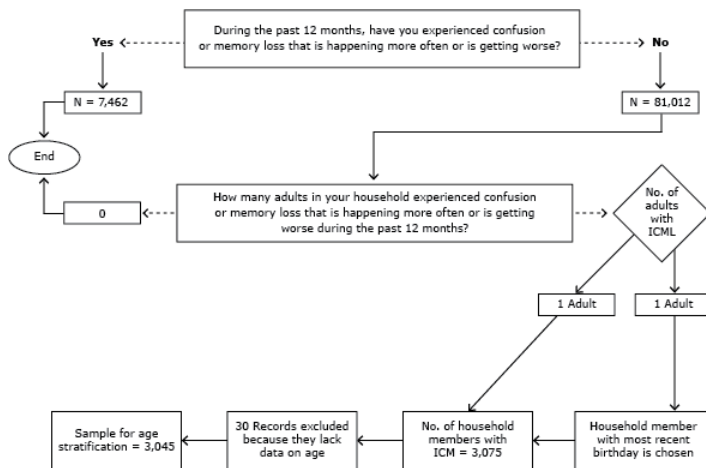 During the past 12 months, have you experienced confusion
or memory loss that is happening more often or is getting worse?
Yes
No
N = 7,462
N = 81,012
End
How many adults in your household experienced confusion
or memory loss that is happening more often or is getting
worse during the past 12 months?
0
No. of
adults
with
ICML
1 Adult
1 Adult
Sample for age
stratification = 3,045
30 Records excluded
because they lack
data on age
No. of household
members with
ICM = 3,075
Household member
with most recent
birthday is chosen